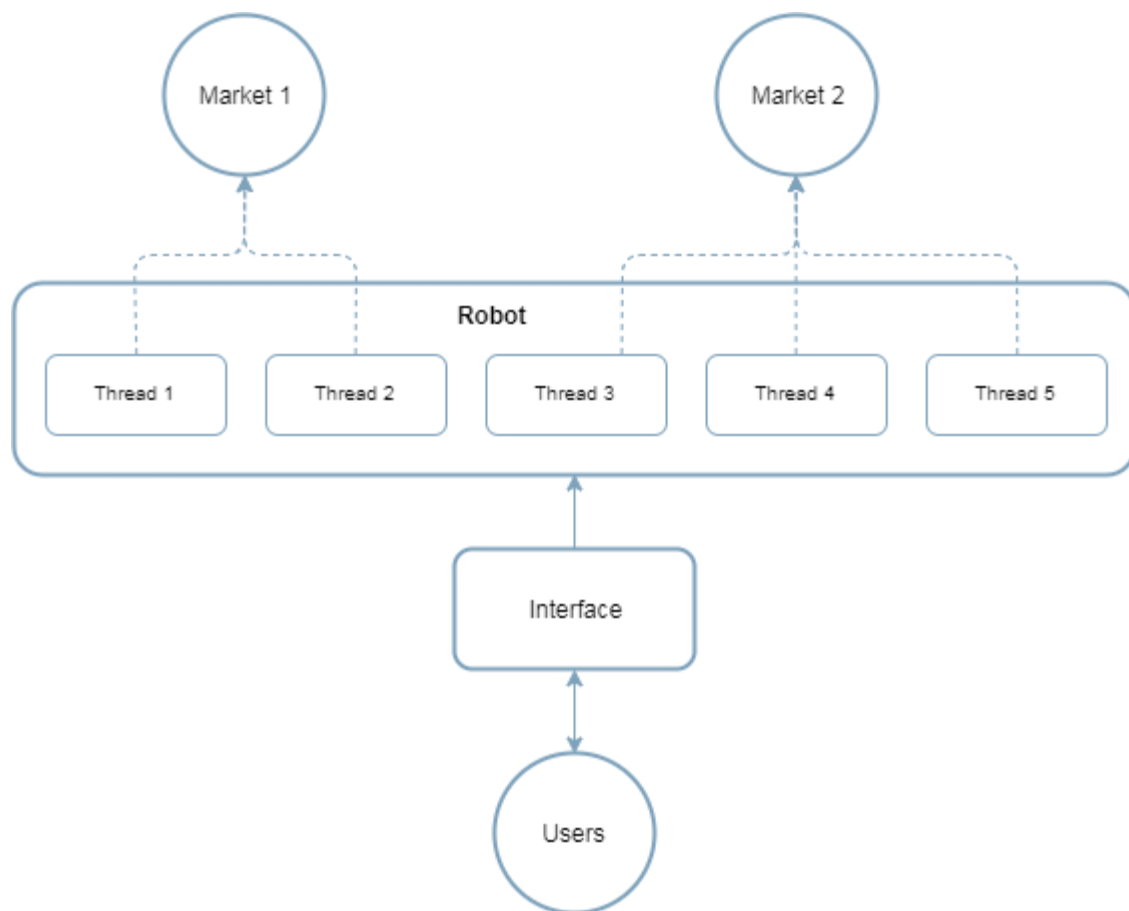 Market 1
Market 2
Robot
Thread 1
Thread 2
Thread 3
Thread 4
Thread 5
Interface
Users